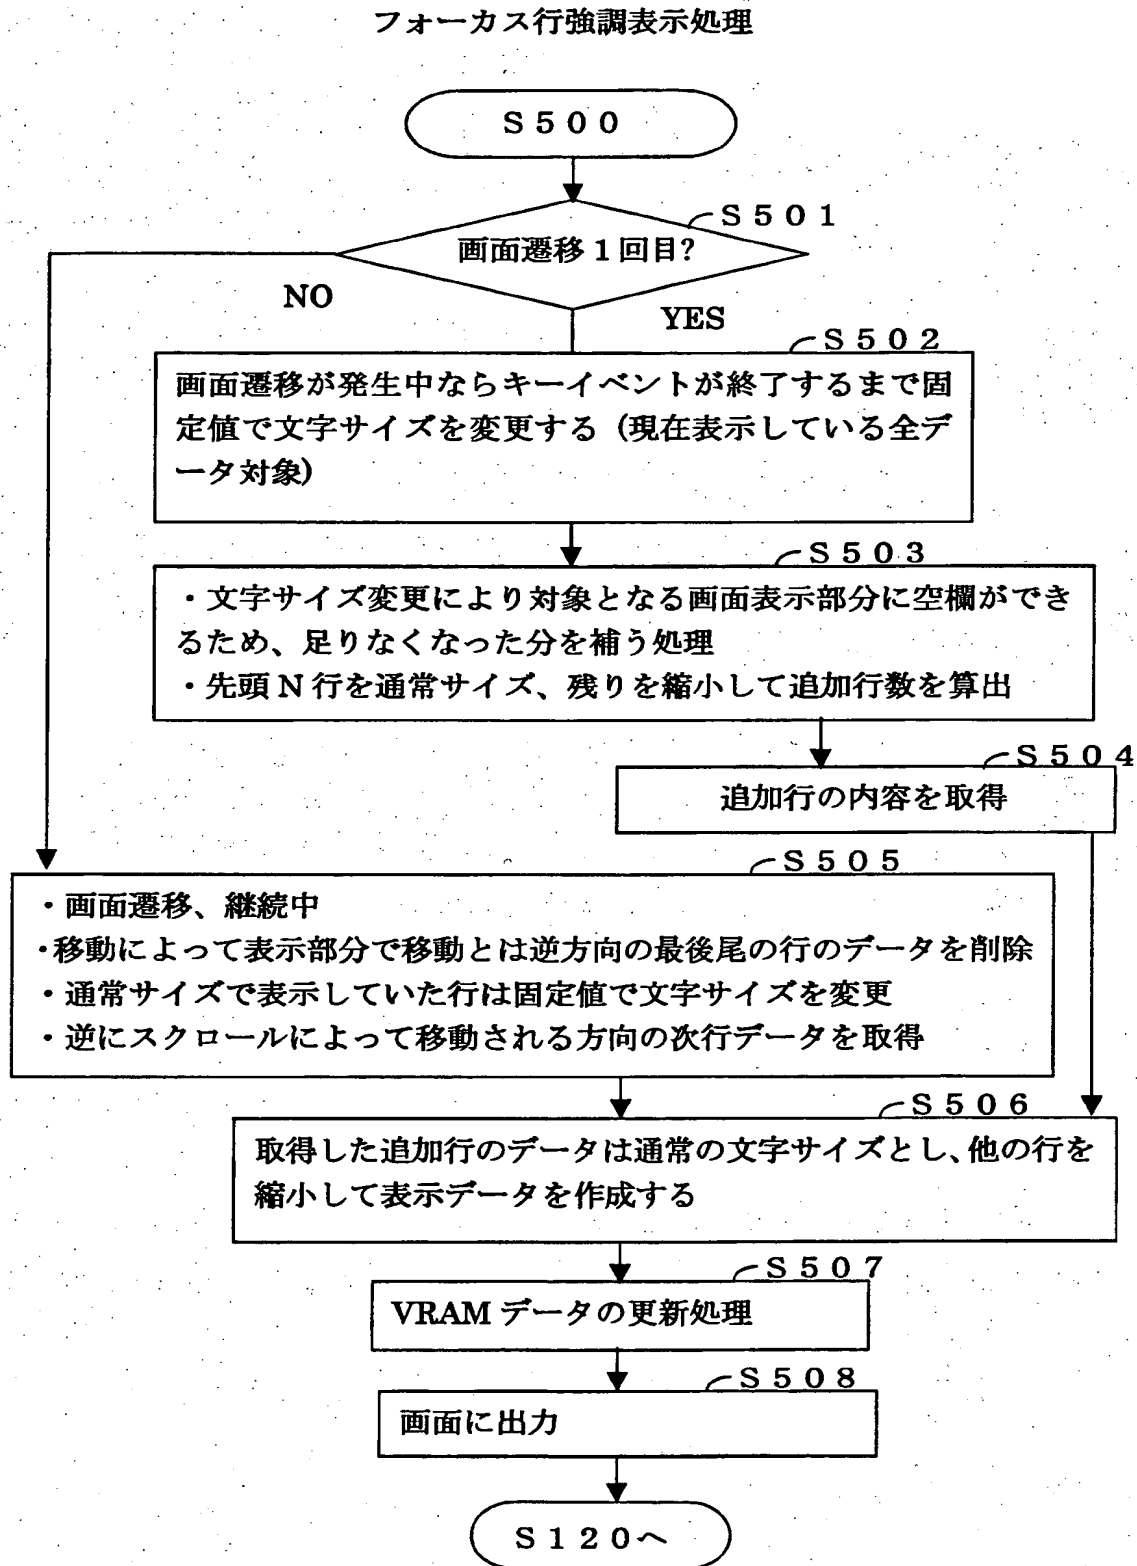 フォーカス行強調表示処理
S500
S501
画面遷移1回目?
NO
YES
S502
画面遷移が発生中ならキーイベントが終了するまで固
定値で文字サイズを変更する(現在表示している全デ
ータ対象)
S503
・文字サイズ変更により対象となる画面表示部分に空欄ができ
るため、足りなくなった分を補う処理
・先頭N行を通常サイズ、残りを縮小して追加行数を算出
S504
追加行の内容を取得
S505
・画面遷移、継続中
・移動によって表示部分で移動とは逆方向の最後尾の行のデータを削除
・通常サイズで表示していた行は固定値で文字サイズを変更
・逆にスクロールによって移動される方向の次行データを取得
S506
取得した追加行のデータは通常の文字サイズとし、他の行を
縮小して表示データを作成する
S507
VRAMデータの更新処理
S508
画面に出力
S120へ